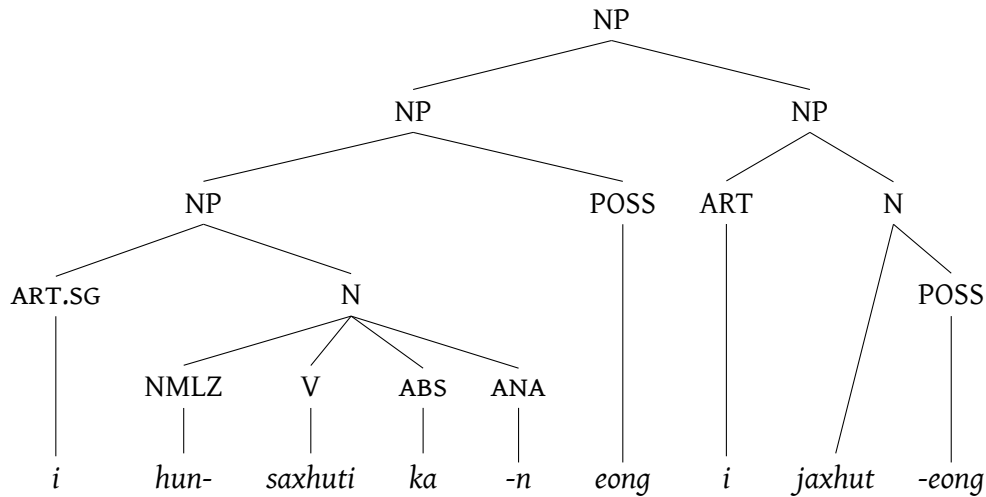 NP
NP NP
NP POSS ART N
ART.SG N POSS
NMLZ V ABS ANA
i hun- saxhuti ka -n eong i jaxhut -eong